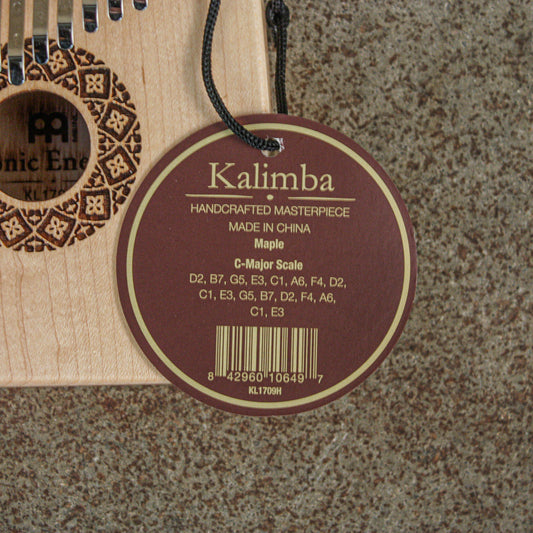 onic Ene
KL1709
Kalimba
HANDCRAFTED MASTERPIECE
MADE IN CHINA
Maple
C-Major Scale
D2, B7, G5, E3, C1, A6, F4, D2,
C1, E3, G5, B7, D2, F4, A6,
C1, E3
8 42960 10649 7
KL1709H